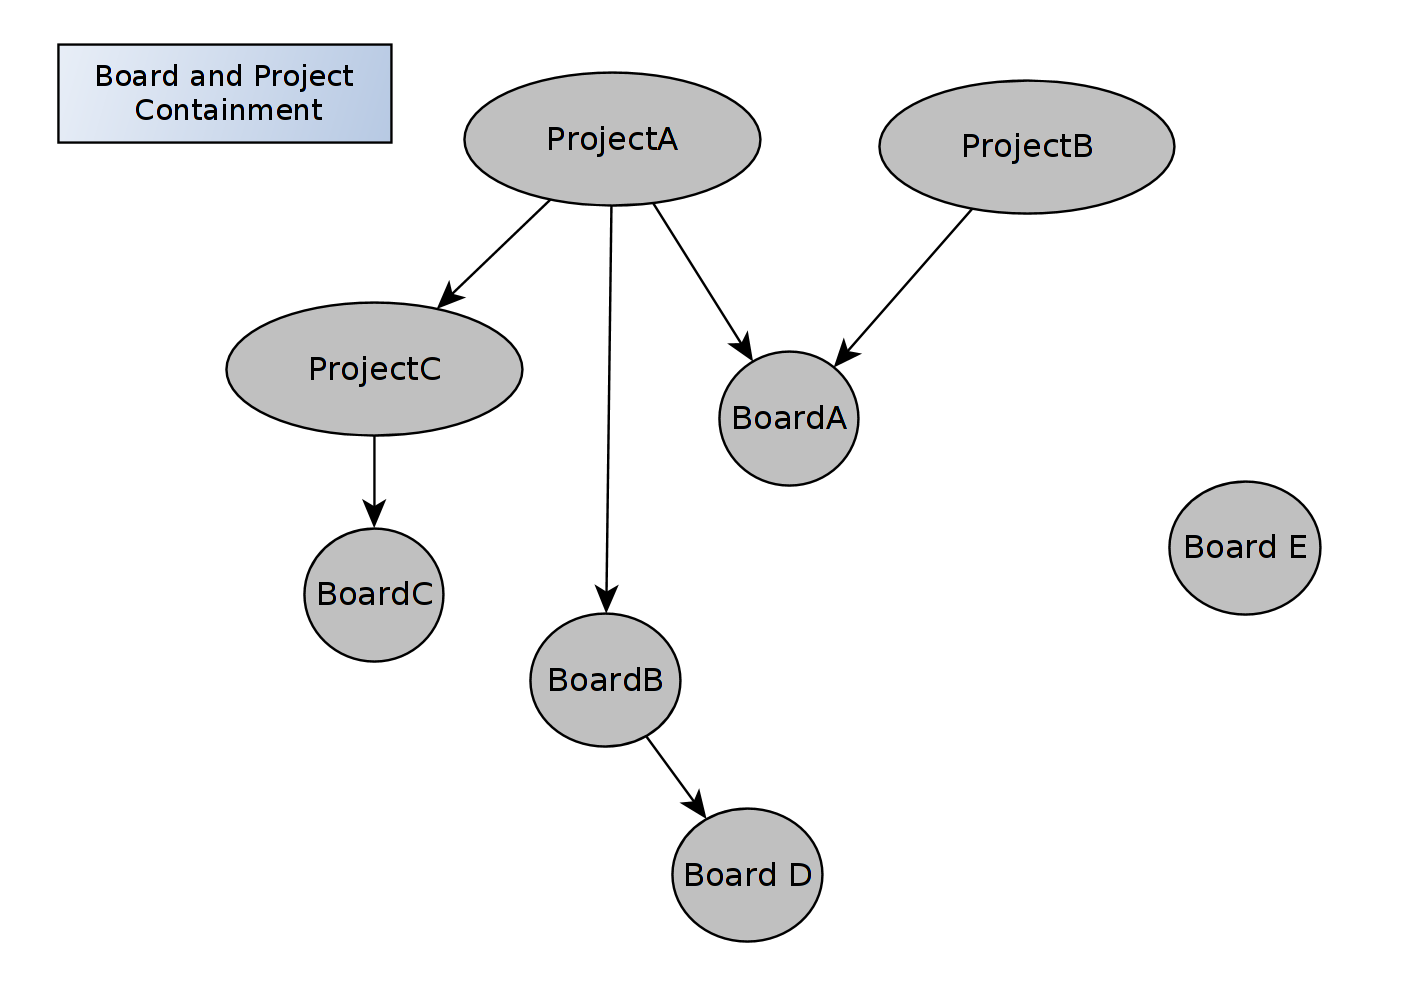 Board and Project
Containment
ProjectA
ProjectB
ProjectC
BoardA
Board E
BoardC
BoardB
Board D